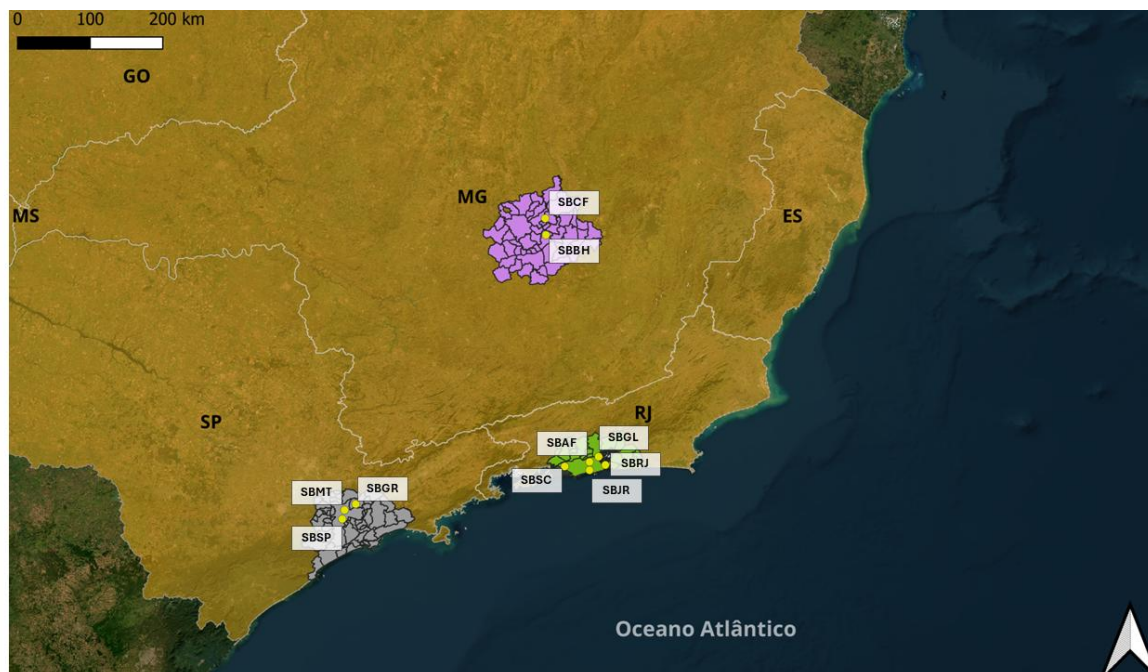 0 100 200 km
GO
MG
SBCF
MS
ES
SBBH
RJ
SP
SBAF
SBGL
SBRJ
SBSC
SBJR
SBMT
SBGR
SBSP
Oceano Atlântico